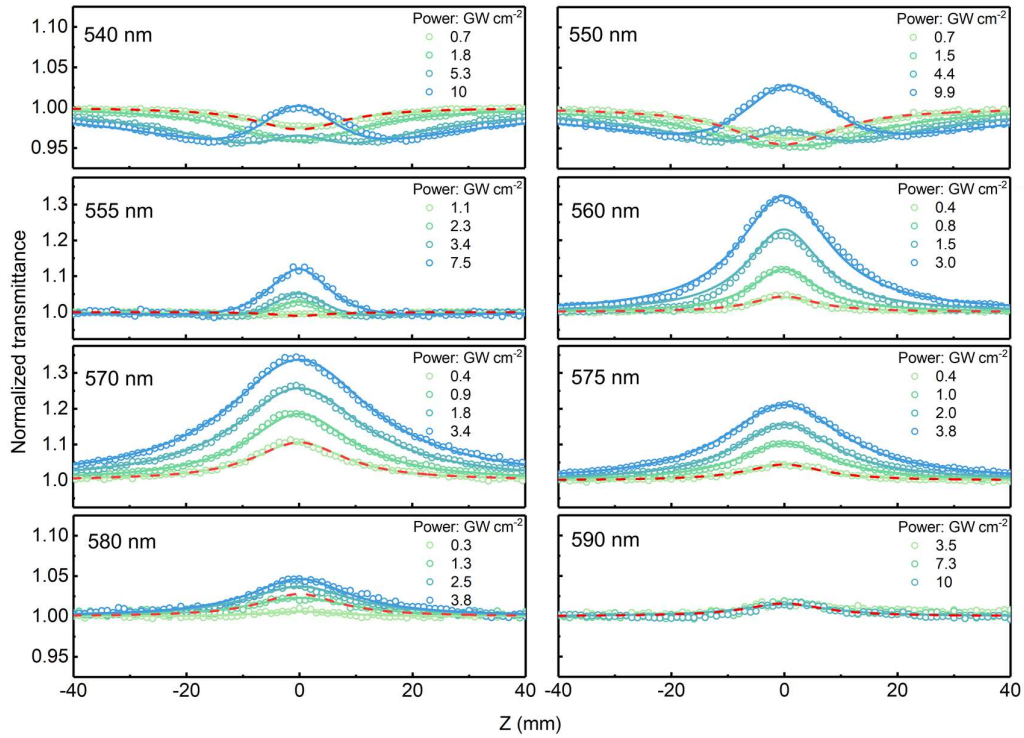 540 nm
Power: GW cm-2
0.7
1.8
5.3
10
1.10
1.05
1.00
0.95
550 nm
Power: GW cm-2
0.7
1.5
4.4
9.9
555 nm
Power: GW cm-2
1.1
2.3
3.4
7.5
1.3
1.2
1.1
1.0
560 nm
Power: GW cm-2
0.4
0.8
1.5
3.0
Normalized transmittance
570 nm
Power: GW cm-2
0.4
0.9
1.8
3.4
1.3
1.2
1.1
1.0
575 nm
Power: GW cm-2
0.4
1.0
2.0
3.8
580 nm
Power: GW cm-2
0.3
1.3
2.5
3.8
1.10
1.05
1.00
0.95
-40 -20 0 20 40
590 nm
Power: GW cm-2
3.5
7.3
10
-40 -20 0 20 40
Z (mm)